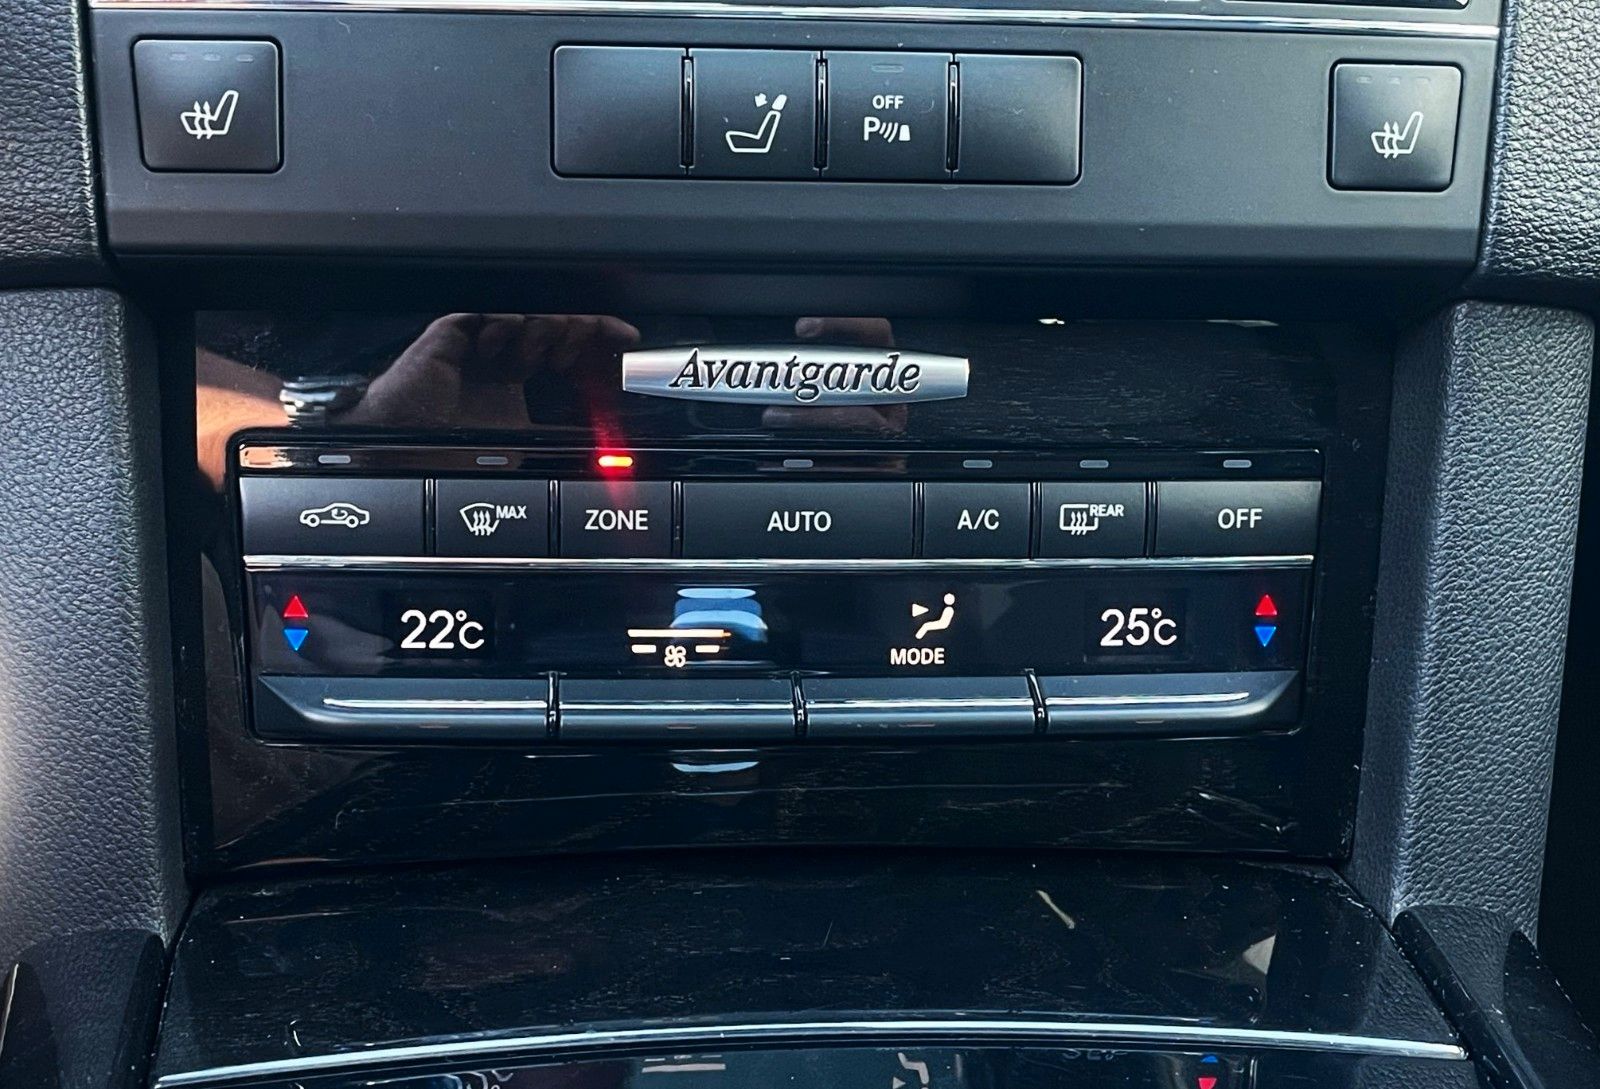 OFF
P
Avantgarde
MAX ZONE AUTO A/C REAR OFF
22°C 25°C
MODE